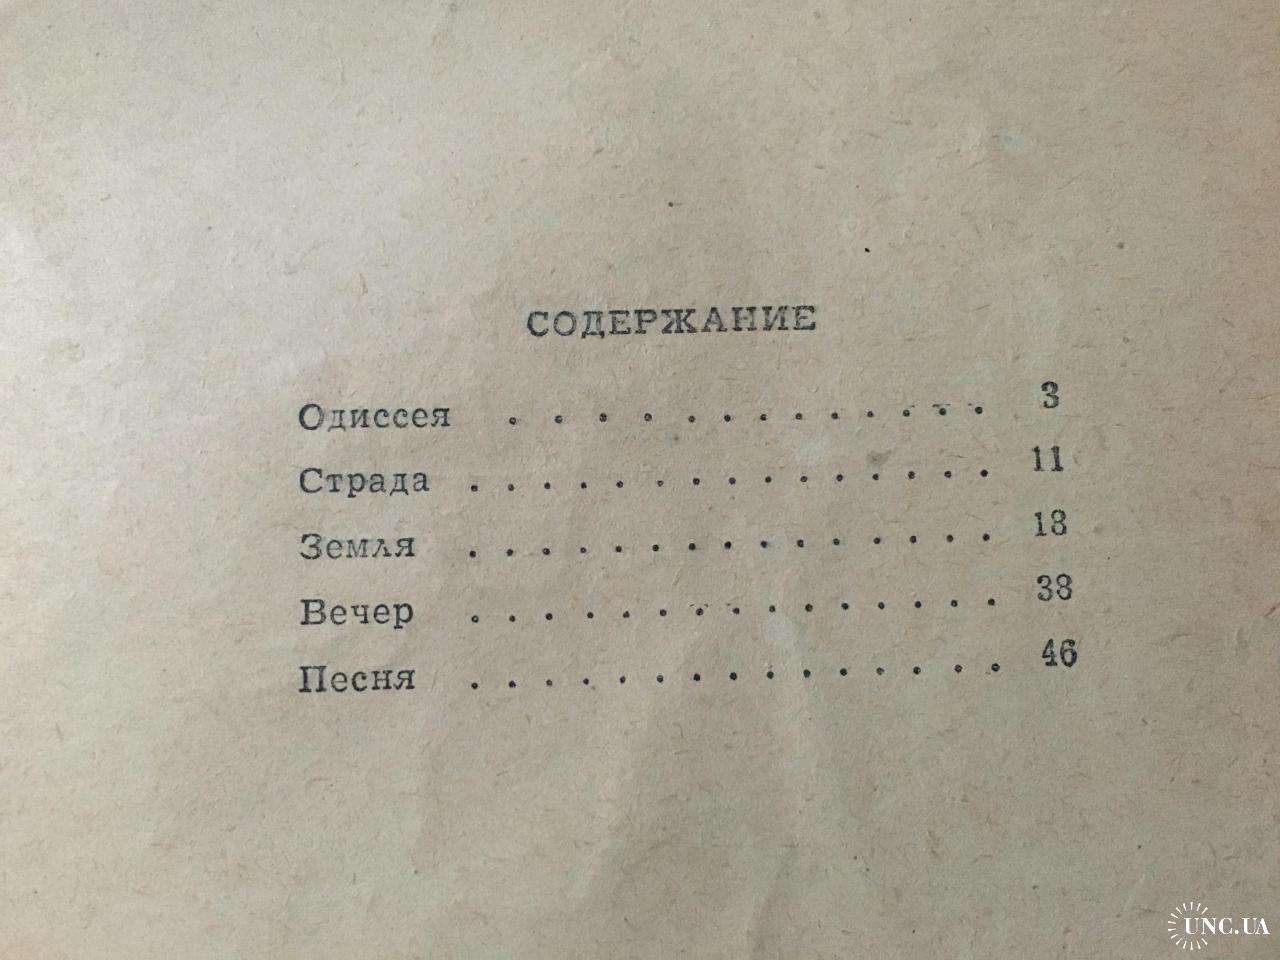 СОДЕРЖАНИЕ
Одиссея . . . . . . . . . . . 3
Страда . . . . . . . . . . . . . . . 11
Земля . . . . . . . . . . . . . . . 18
Вечер . . . . . . . . . . . . . . . 38
Песня . . . . . . . . . . . . . . . 46
UNC.UA